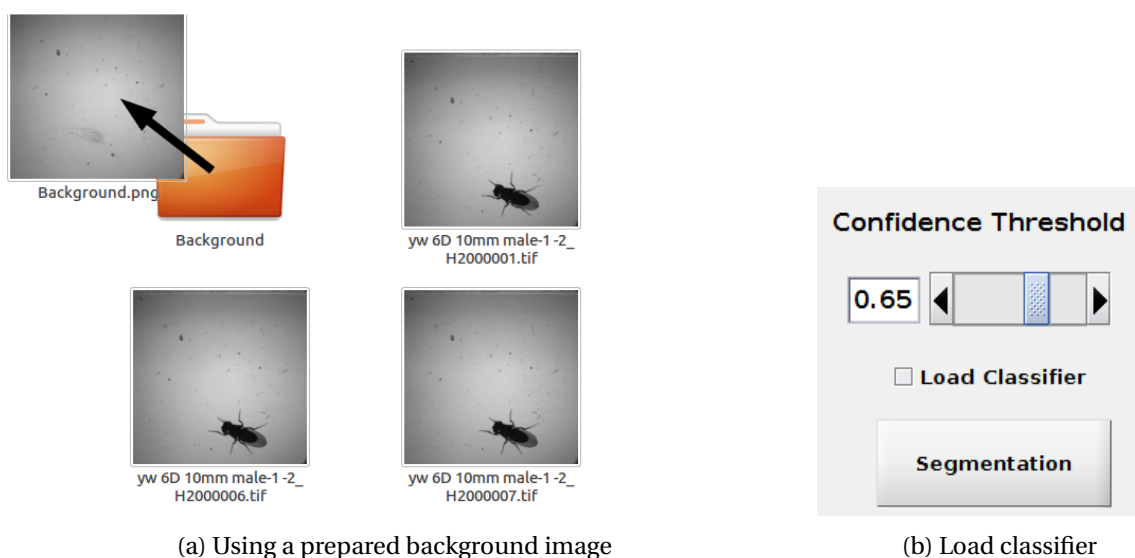 Background.png
Background
yw 6D 10mm male-1 -2_
H2000001.tif
yw 6D 10mm male-1 -2_
H2000006.tif
yw 6D 10mm male-1 -2_
H2000007.tif
(a) Using a prepared background image
Confidence Threshold
0.65
Load Classifier
Segmentation
(b) Load classifier